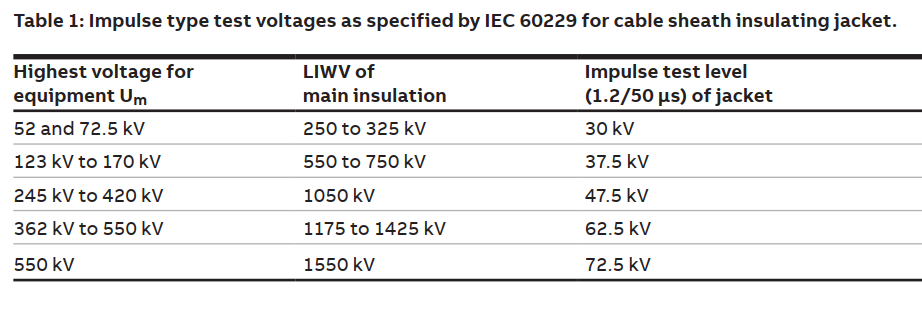 Table 1: Impulse type test voltages as specified by IEC 60229 for cable sheath insulating jacket.
Highest voltage for equipment Um | LIWV of main insulation | Impulse test level (1.2/50 µs) of jacket
52 and 72.5 kV | 250 to 325 kV | 30 kV
123 kV to 170 kV | 550 to 750 kV | 37.5 kV
245 kV to 420 kV | 1050 kV | 47.5 kV
362 kV to 550 kV | 1175 to 1425 kV | 62.5 kV
550 kV | 1550 kV | 72.5 kV